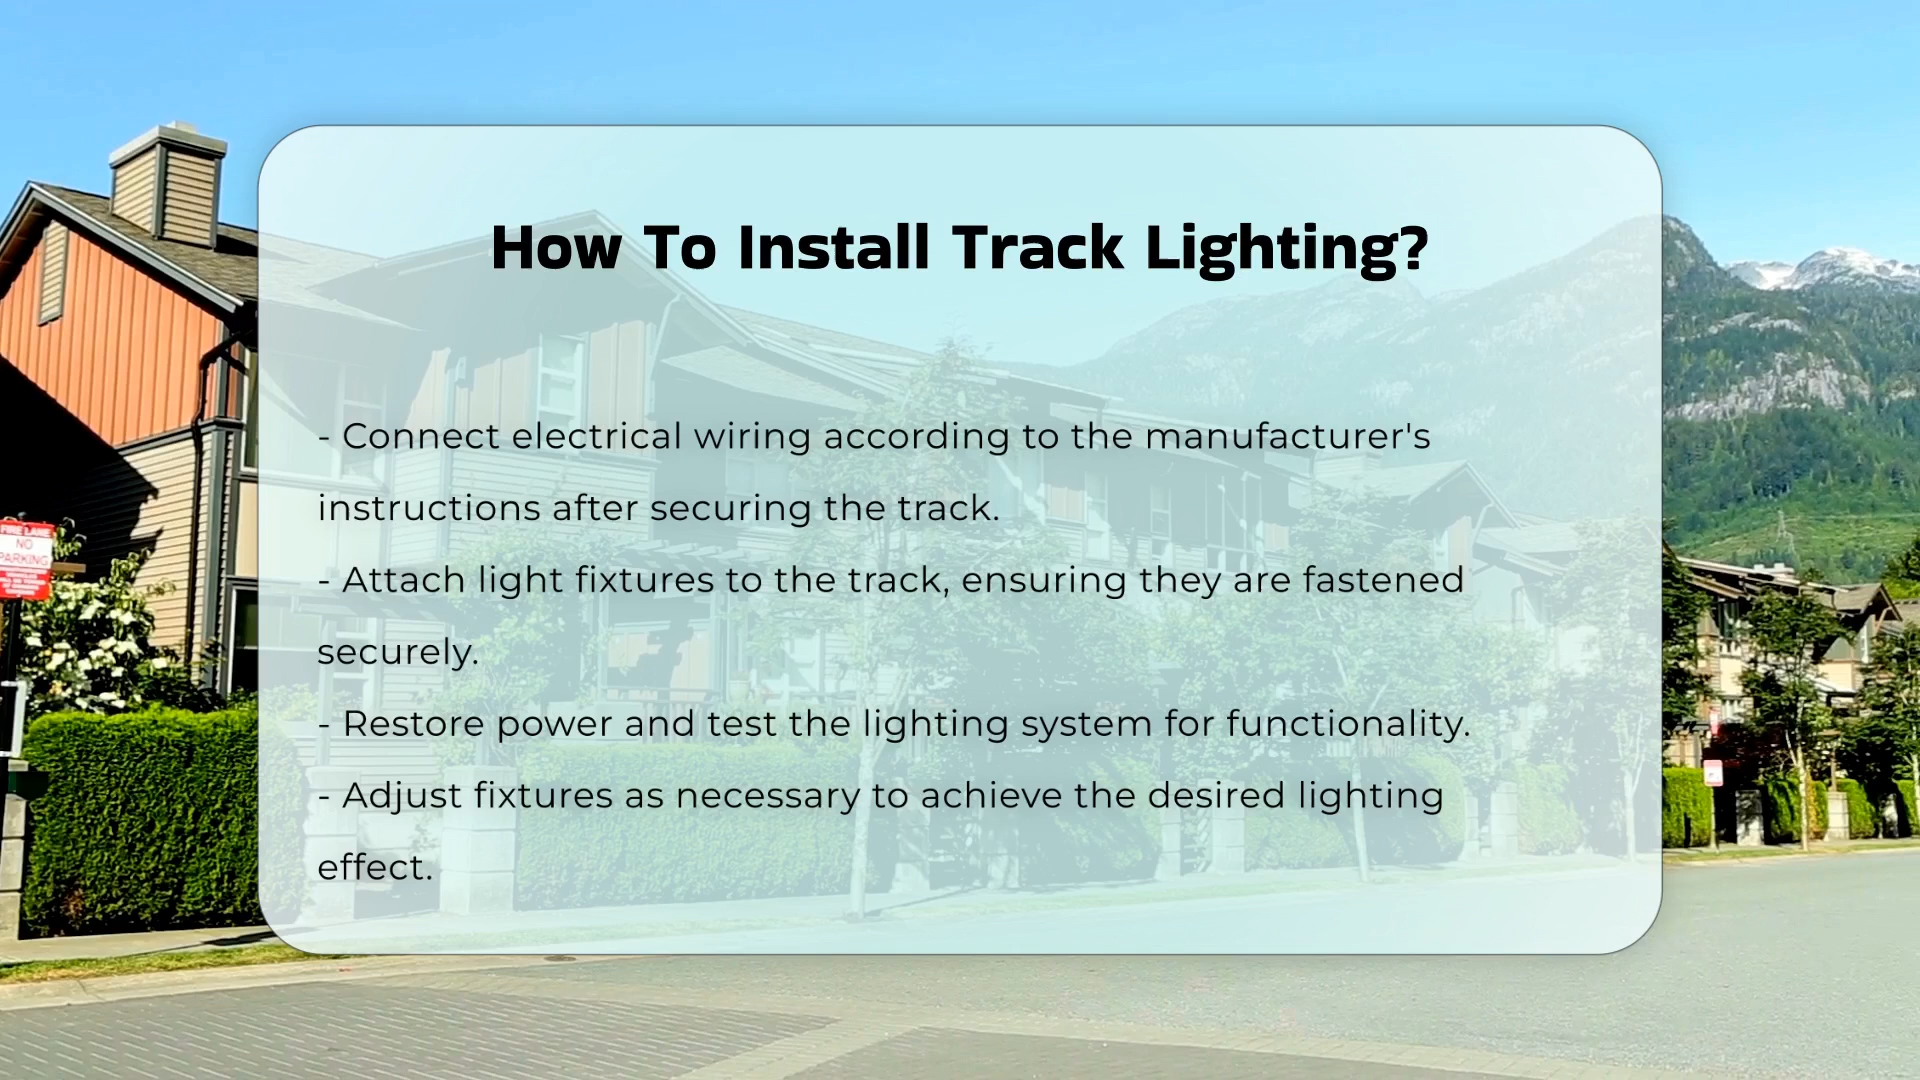 How To Install Track Lighting?
- Connect electrical wiring according to the manufacturer's
instructions after securing the track.
- Attach light fixtures to the track, ensuring they are fastened
securely.
- Restore power and test the lighting system for functionality.
- Adjust fixtures as necessary to achieve the desired lighting
effect.
FIRE LANE
NO
PARKING